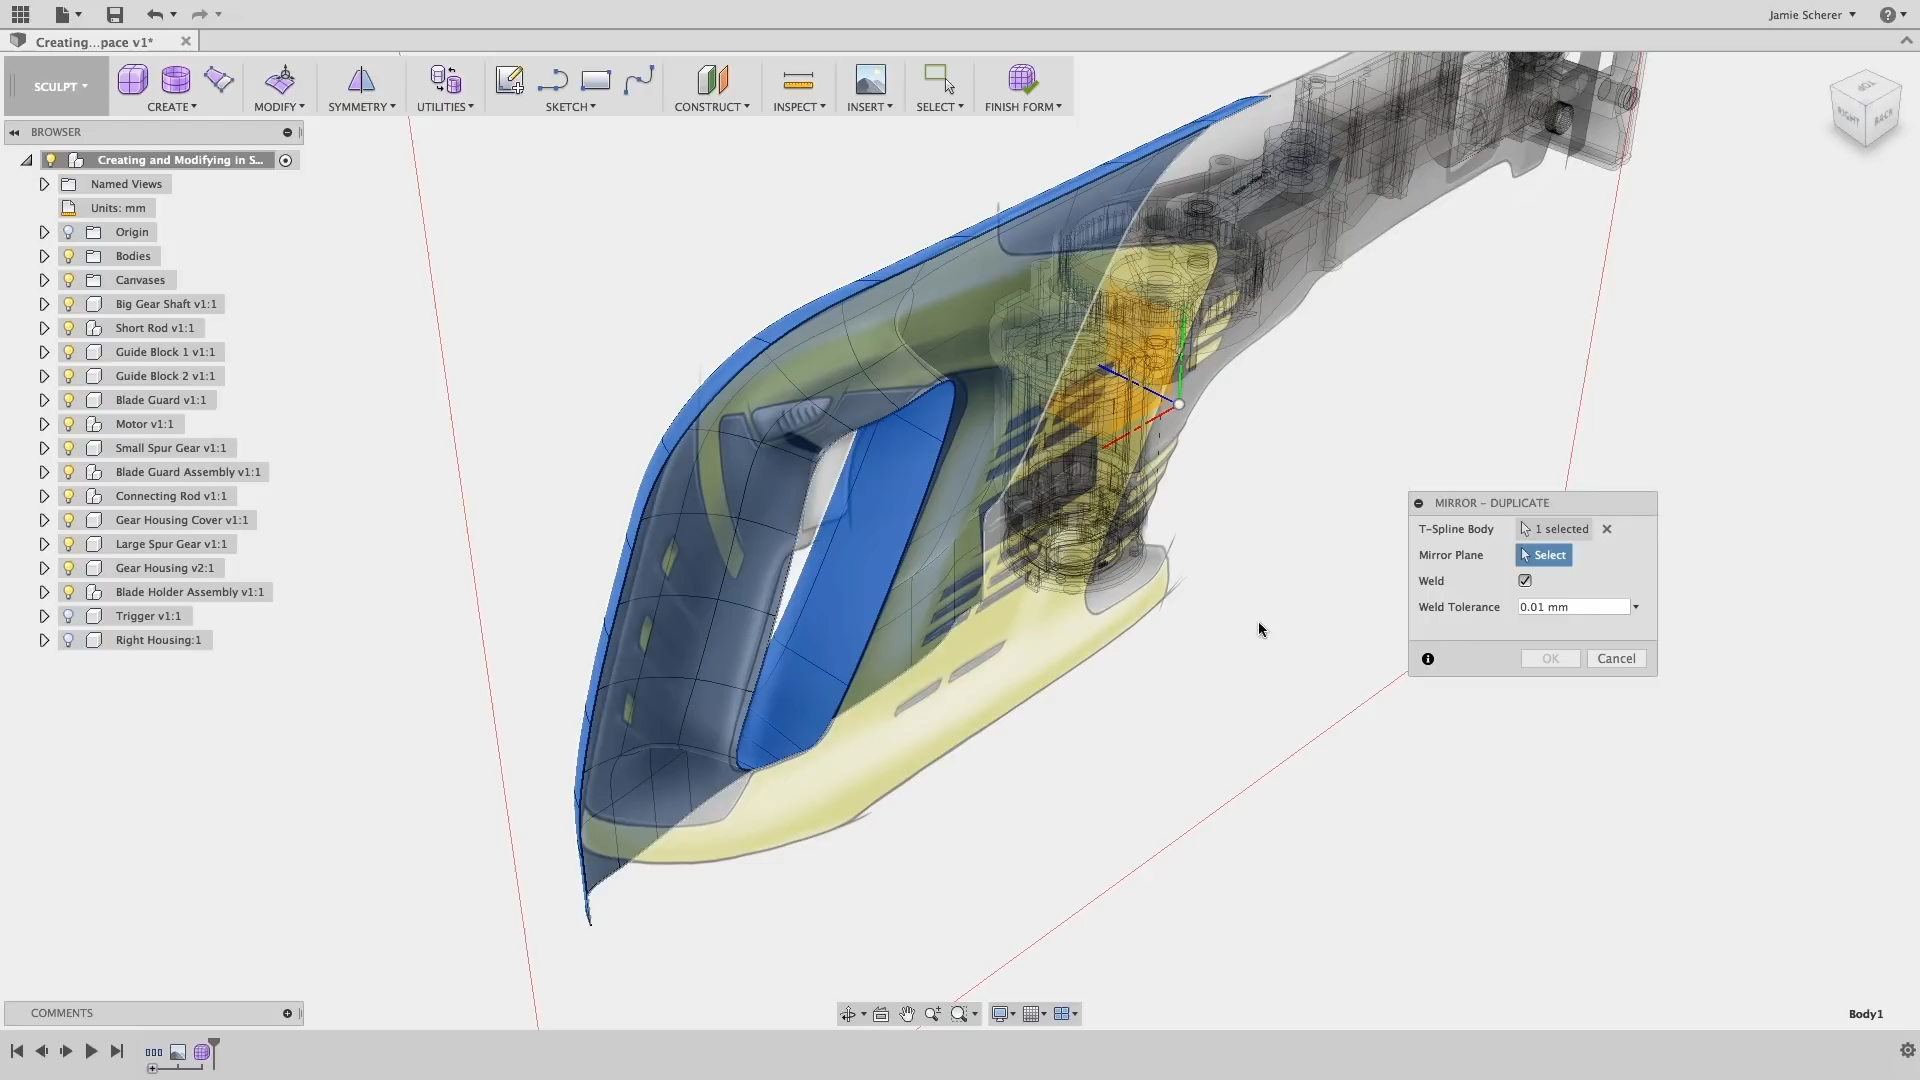 Jamie Scherer
Creating...pace v1*
SCULPT
CREATE
MODIFY
SYMMETRY
UTILITIES
SKETCH
CONSTRUCT
INSPECT
INSERT
SELECT
FINISH FORM
TOP
RIGHT
BACK
BROWSER
Creating and Modifying in S...
Named Views
Units: mm
Origin
Bodies
Canvases
Big Gear Shaft v1:1
Short Rod v1:1
Guide Block 1 v1:1
Guide Block 2 v1:1
Blade Guard v1:1
Motor v1:1
Small Spur Gear v1:1
Blade Guard Assembly v1:1
Connecting Rod v1:1
Gear Housing Cover v1:1
Large Spur Gear v1:1
Gear Housing v2:1
Blade Holder Assembly v1:1
Trigger v1:1
Right Housing:1
MIRROR - DUPLICATE
T-Spline Body 1 selected
Mirror Plane Select
Weld
Weld Tolerance 0.01 mm
OK Cancel
COMMENTS
Body1